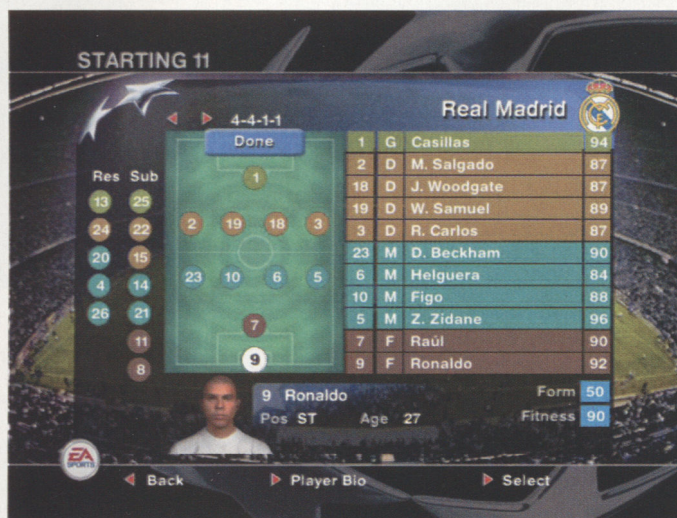 STARTING 11
Real Madrid
4-4-1-1
Done
Res Sub
13 25
24 22
20 15
4 14
26 21
11
8
1
2 19 18 3
23 10 6 5
7
9
1 G Casillas 94
2 D M. Salgado 87
18 D J. Woodgate 87
19 D W. Samuel 89
3 D R. Carlos 87
23 M D. Beckham 90
6 M Helguera 84
10 M Figo 88
5 M Z. Zidane 96
7 F Raúl 90
9 F Ronaldo 92
9 Ronaldo
Pos ST Age 27
Form 50
Fitness 90
EA
SPORTS
Back Player Bio Select